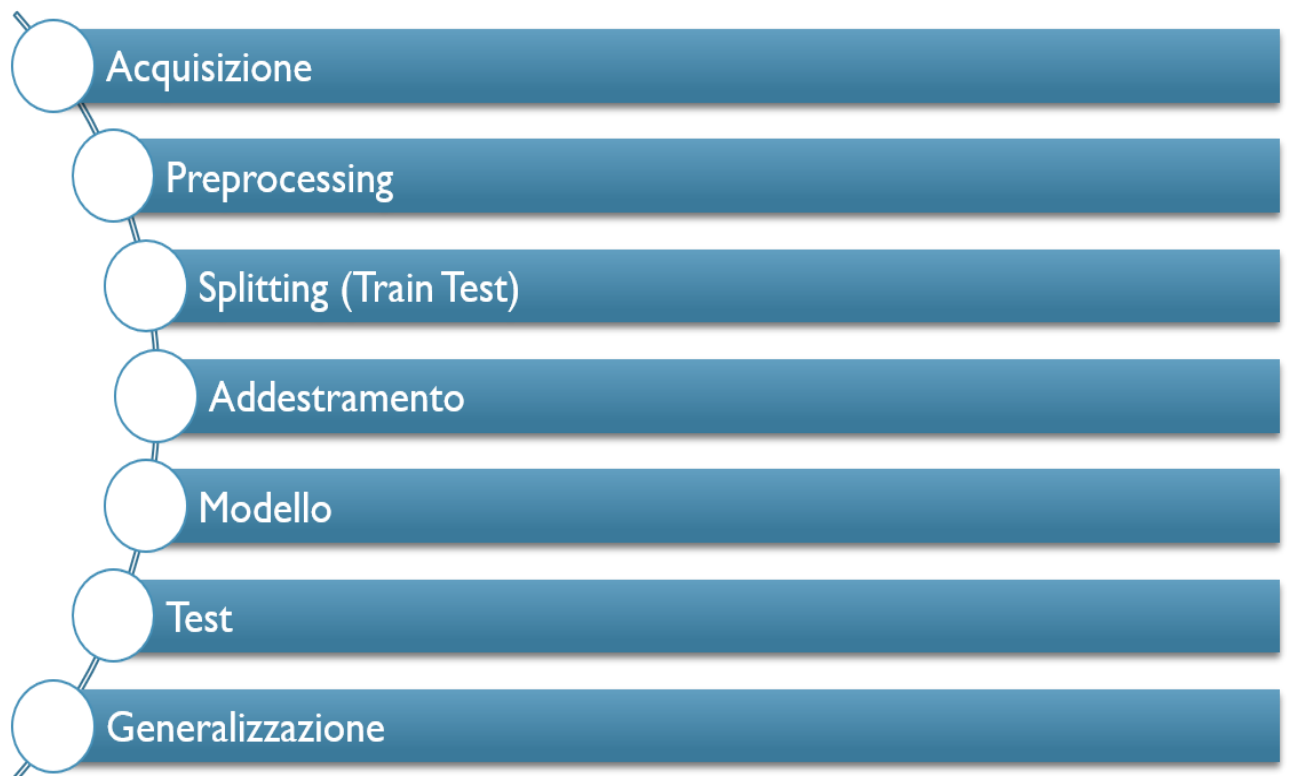 Acquisizione
Preprocessing
Splitting (Train Test)
Addestramento
Modello
Test
Generalizzazione